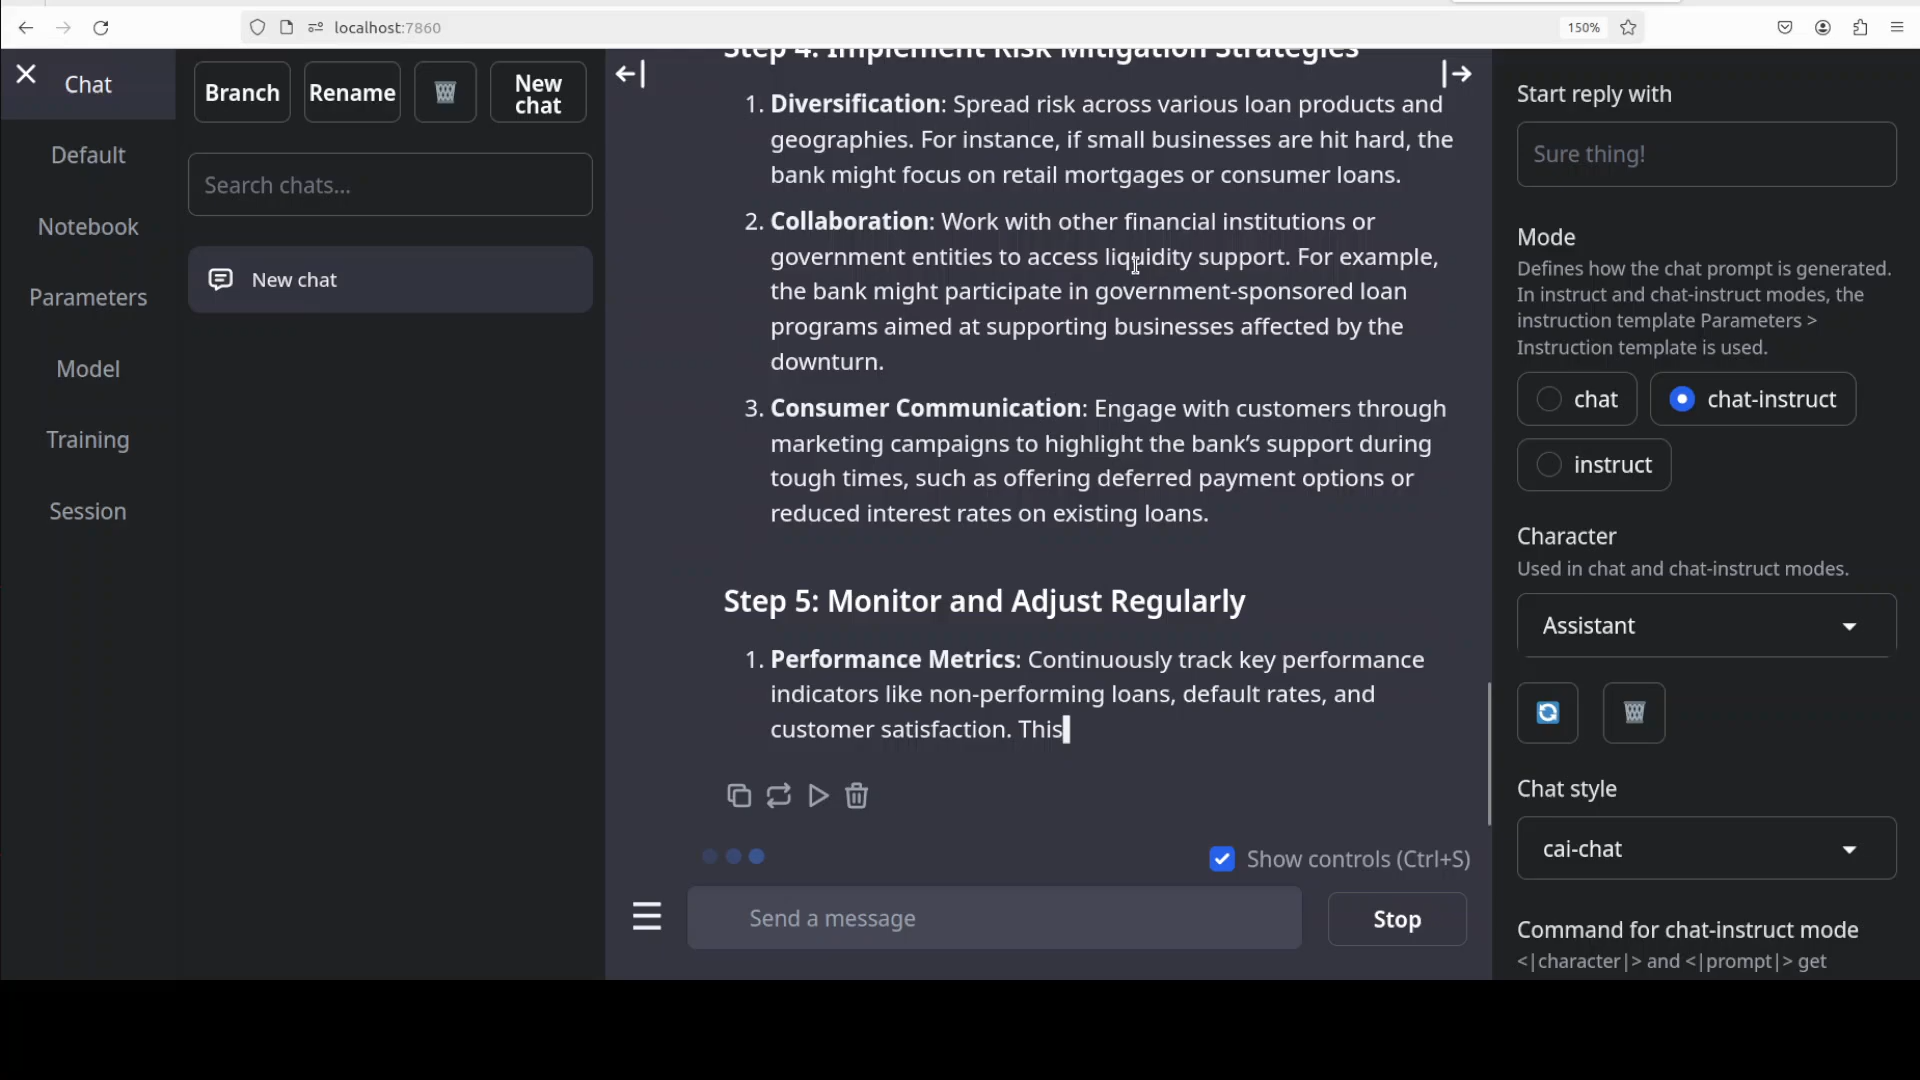 localhost:7860
150%
Chat
Default
Notebook
Parameters
Model
Training
Session
Branch
Rename
New
chat
Search chats...
New chat
Step 4: Implement Risk Mitigation Strategies
1. Diversification: Spread risk across various loan products and
geographies. For instance, if small businesses are hit hard, the
bank might focus on retail mortgages or consumer loans.
2. Collaboration: Work with other financial institutions or
government entities to access liquidity support. For example,
the bank might participate in government-sponsored loan
programs aimed at supporting businesses affected by the
downturn.
3. Consumer Communication: Engage with customers through
marketing campaigns to highlight the bank’s support during
tough times, such as offering deferred payment options or
reduced interest rates on existing loans.
Step 5: Monitor and Adjust Regularly
1. Performance Metrics: Continuously track key performance
indicators like non-performing loans, default rates, and
customer satisfaction. This
Show controls (Ctrl+S)
Send a message
Stop
Start reply with
Sure thing!
Mode
Defines how the chat prompt is generated.
In instruct and chat-instruct modes, the
instruction template Parameters >
Instruction template is used.
chat
chat-instruct
instruct
Character
Used in chat and chat-instruct modes.
Assistant
Chat style
cai-chat
Command for chat-instruct mode
<|character|> and <|prompt|> get